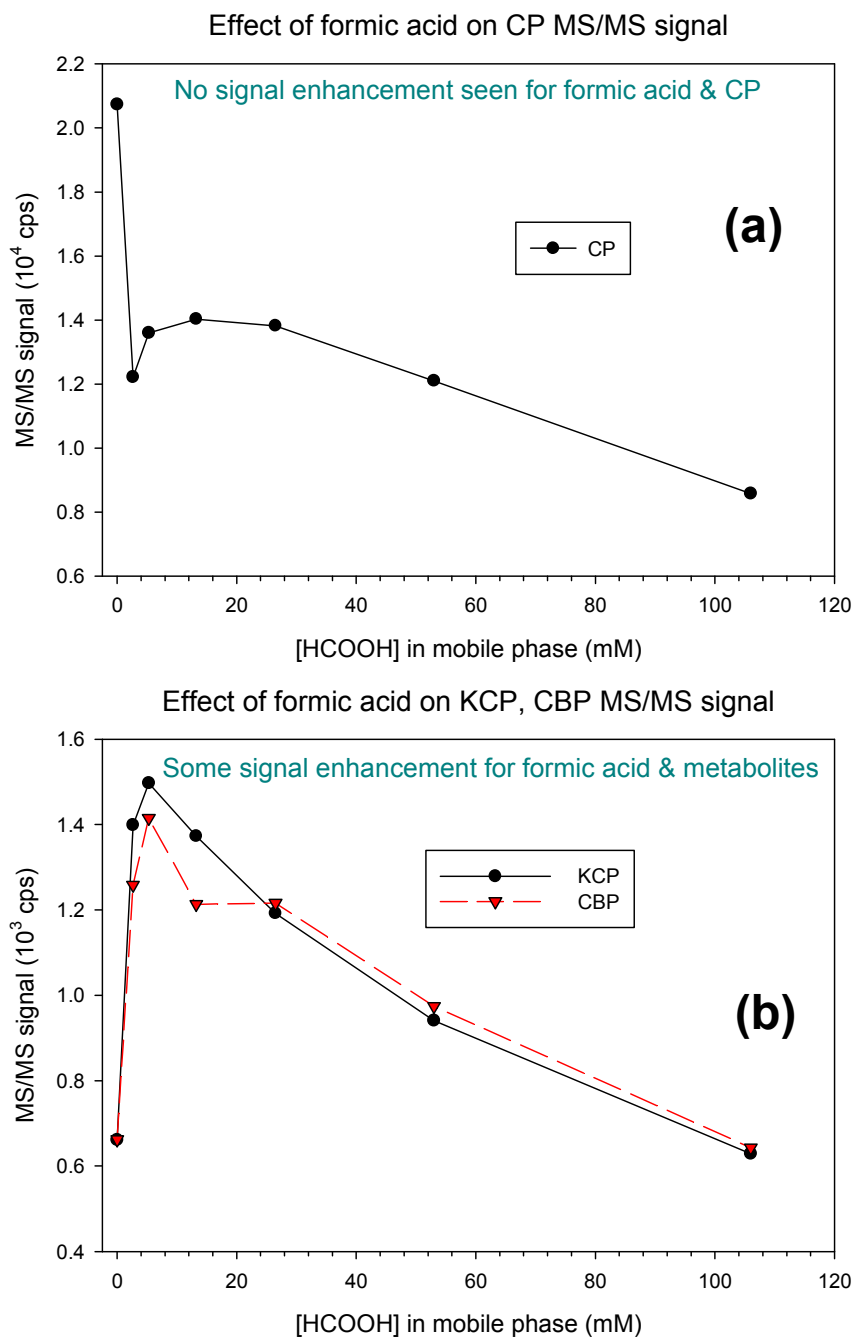 Effect of formic acid on CP MS/MS signal
No signal enhancement seen for formic acid & CP
(a)
CP
MS/MS signal (10⁴ cps)
2.2
2.0
1.8
1.6
1.4
1.2
1.0
0.8
0.6
0 20 40 60 80 100 120
[HCOOH] in mobile phase (mM)
Effect of formic acid on KCP, CBP MS/MS signal
Some signal enhancement for formic acid & metabolites
KCP
CBP
(b)
MS/MS signal (10³ cps)
1.6
1.4
1.2
1.0
0.8
0.6
0.4
0 20 40 60 80 100 120
[HCOOH] in mobile phase (mM)